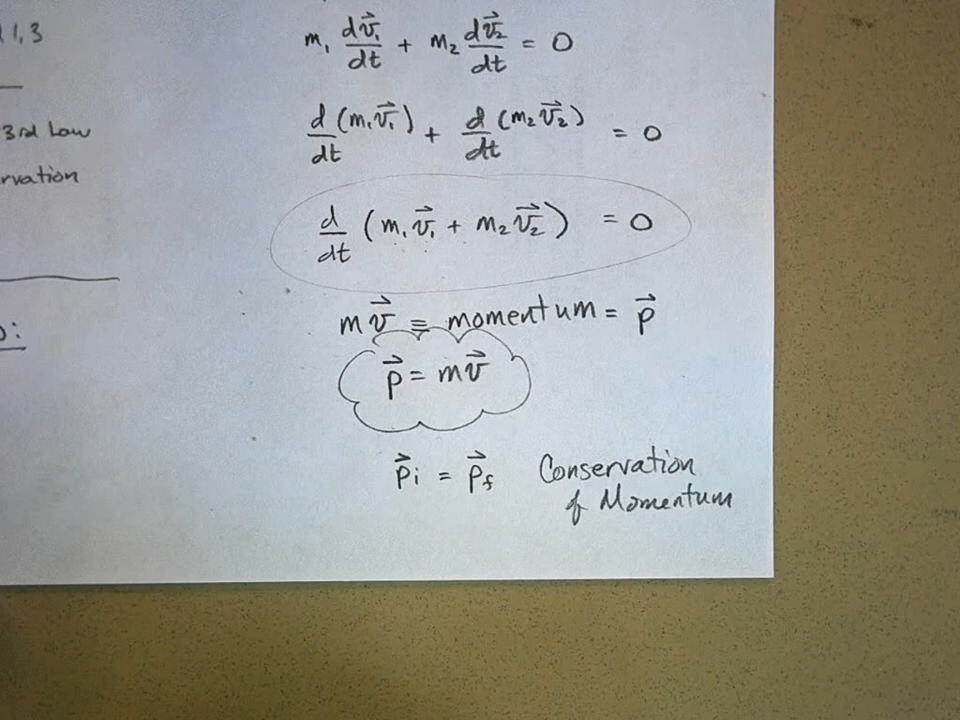 1,3
3rd Law
m₁ dv⃗₁/dt + m₂ dv⃗₂/dt = 0
d/dt (m₁v⃗₁) + d/dt (m₂v⃗₂) = 0
d/dt (m₁v⃗₁ + m₂v⃗₂) = 0
mv⃗ ≡ momentum = p⃗
p⃗ = mv⃗
p⃗i = p⃗f Conservation
of Momentum